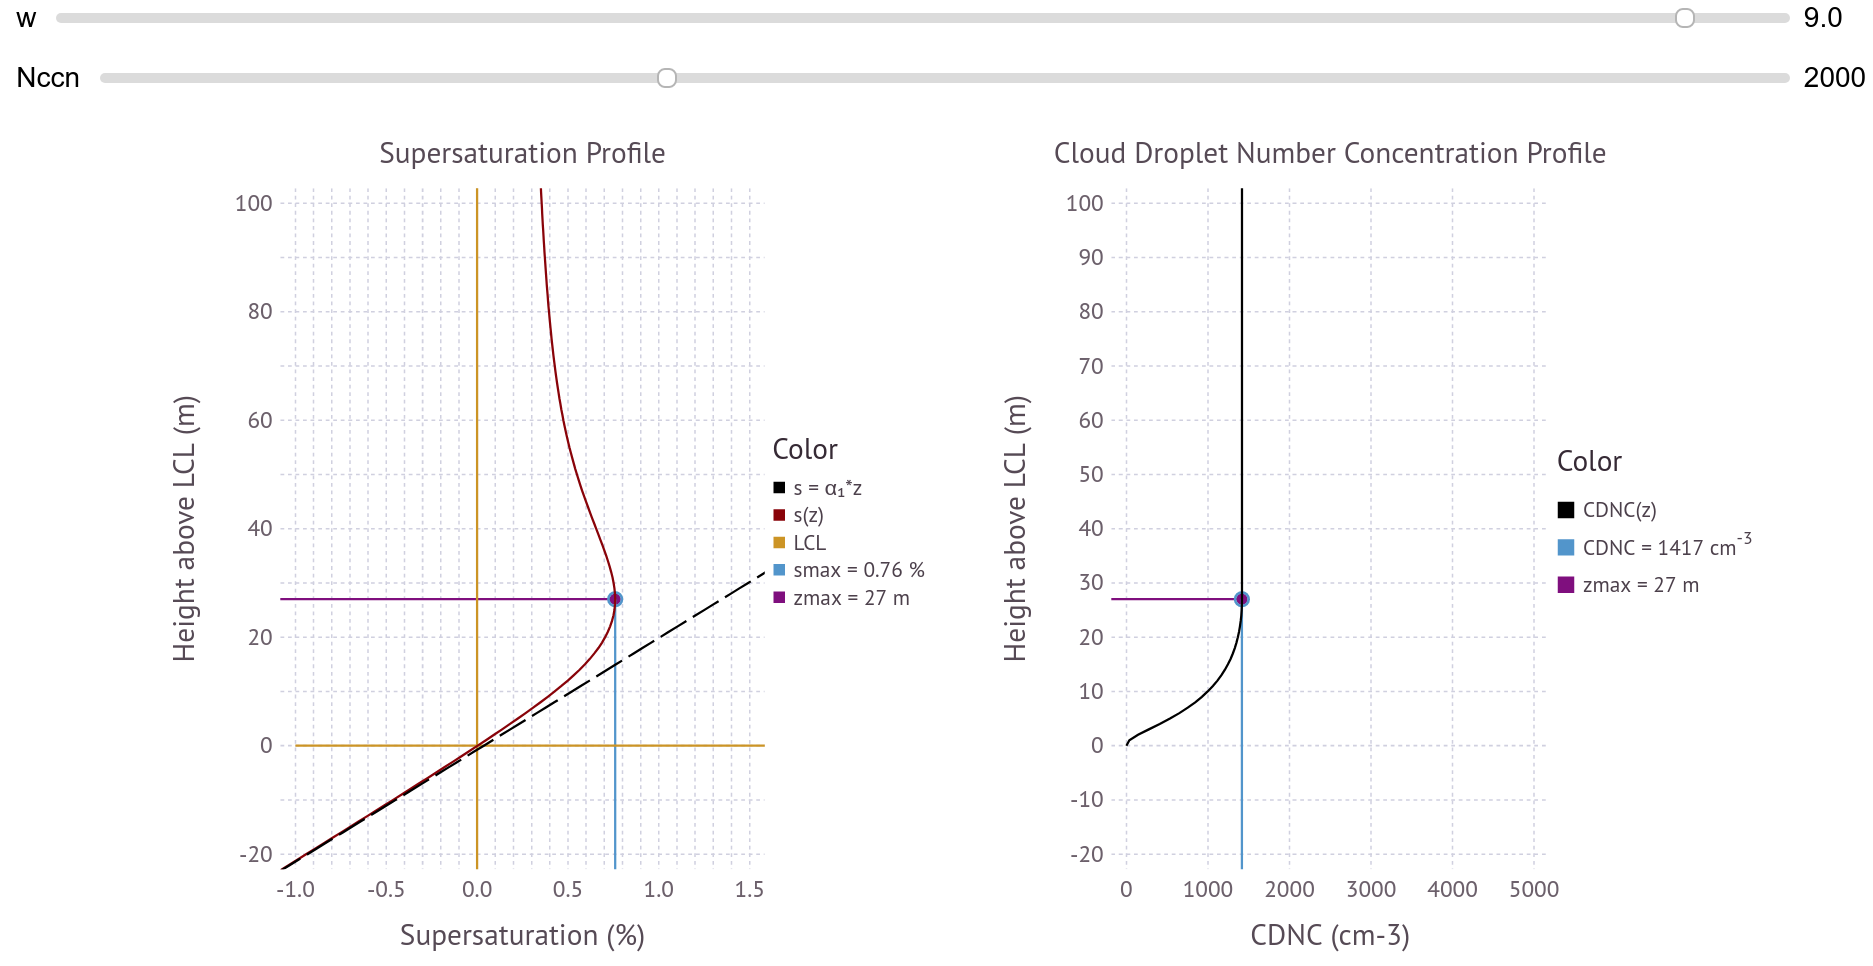 w 9.0
Nccn 2000
Supersaturation Profile
100
80
60
40
20
0
-20
-1.0 -0.5 0.0 0.5 1.0 1.5
Height above LCL (m)
Supersaturation (%)
Color
s = α₁*z
s(z)
LCL
smax = 0.76 %
zmax = 27 m
Cloud Droplet Number Concentration Profile
100
90
80
70
60
50
40
30
20
10
0
-10
-20
0 1000 2000 3000 4000 5000
Height above LCL (m)
CDNC (cm-3)
Color
CDNC(z)
CDNC = 1417 cm⁻³
zmax = 27 m